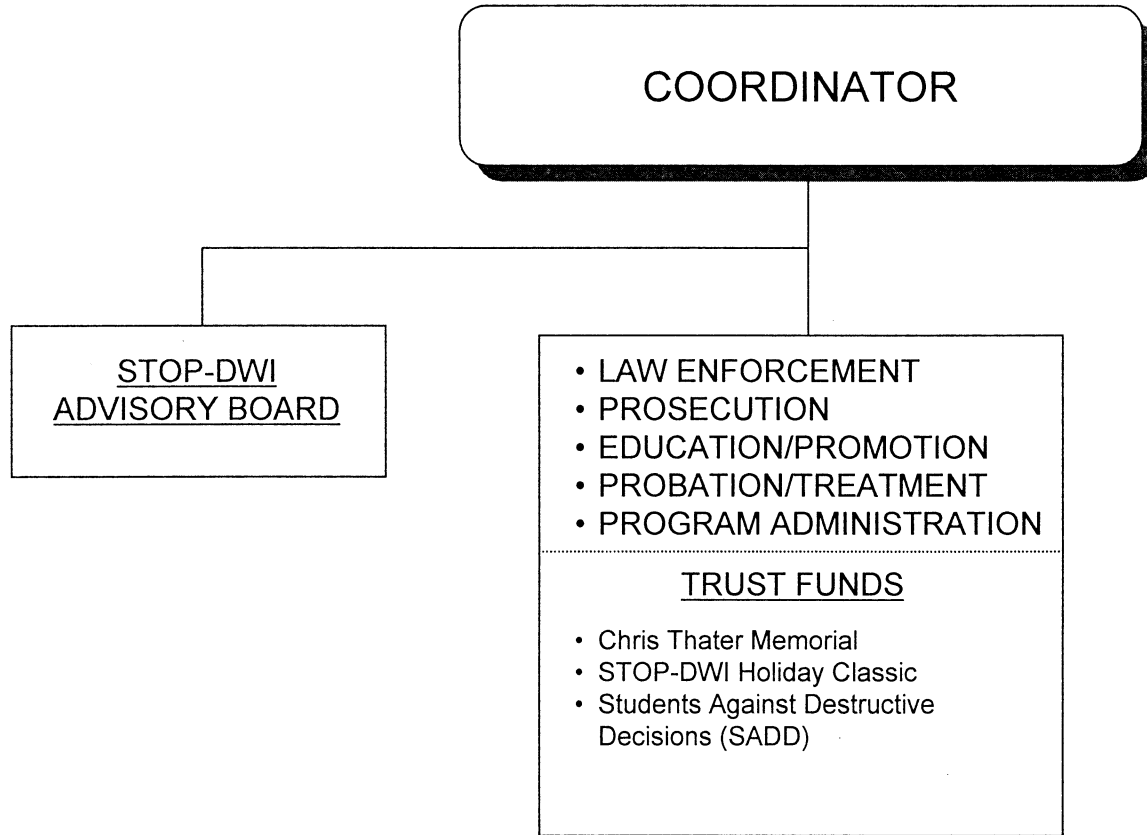 COORDINATOR
STOP-DWI
ADVISORY BOARD
• LAW ENFORCEMENT
• PROSECUTION
• EDUCATION/PROMOTION
• PROBATION/TREATMENT
• PROGRAM ADMINISTRATION
TRUST FUNDS
• Chris Thater Memorial
• STOP-DWI Holiday Classic
• Students Against Destructive
Decisions (SADD)